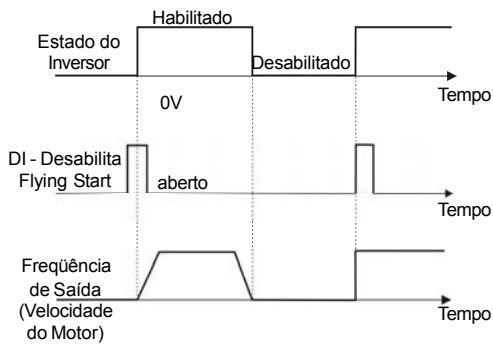 Habilitado
Estado do
Inversor
Desabilitado
Tempo
0V
DI - Desabilita
Flying Start
aberto
Tempo
Freqüência
de Saída
(Velocidade
do Motor)
Tempo